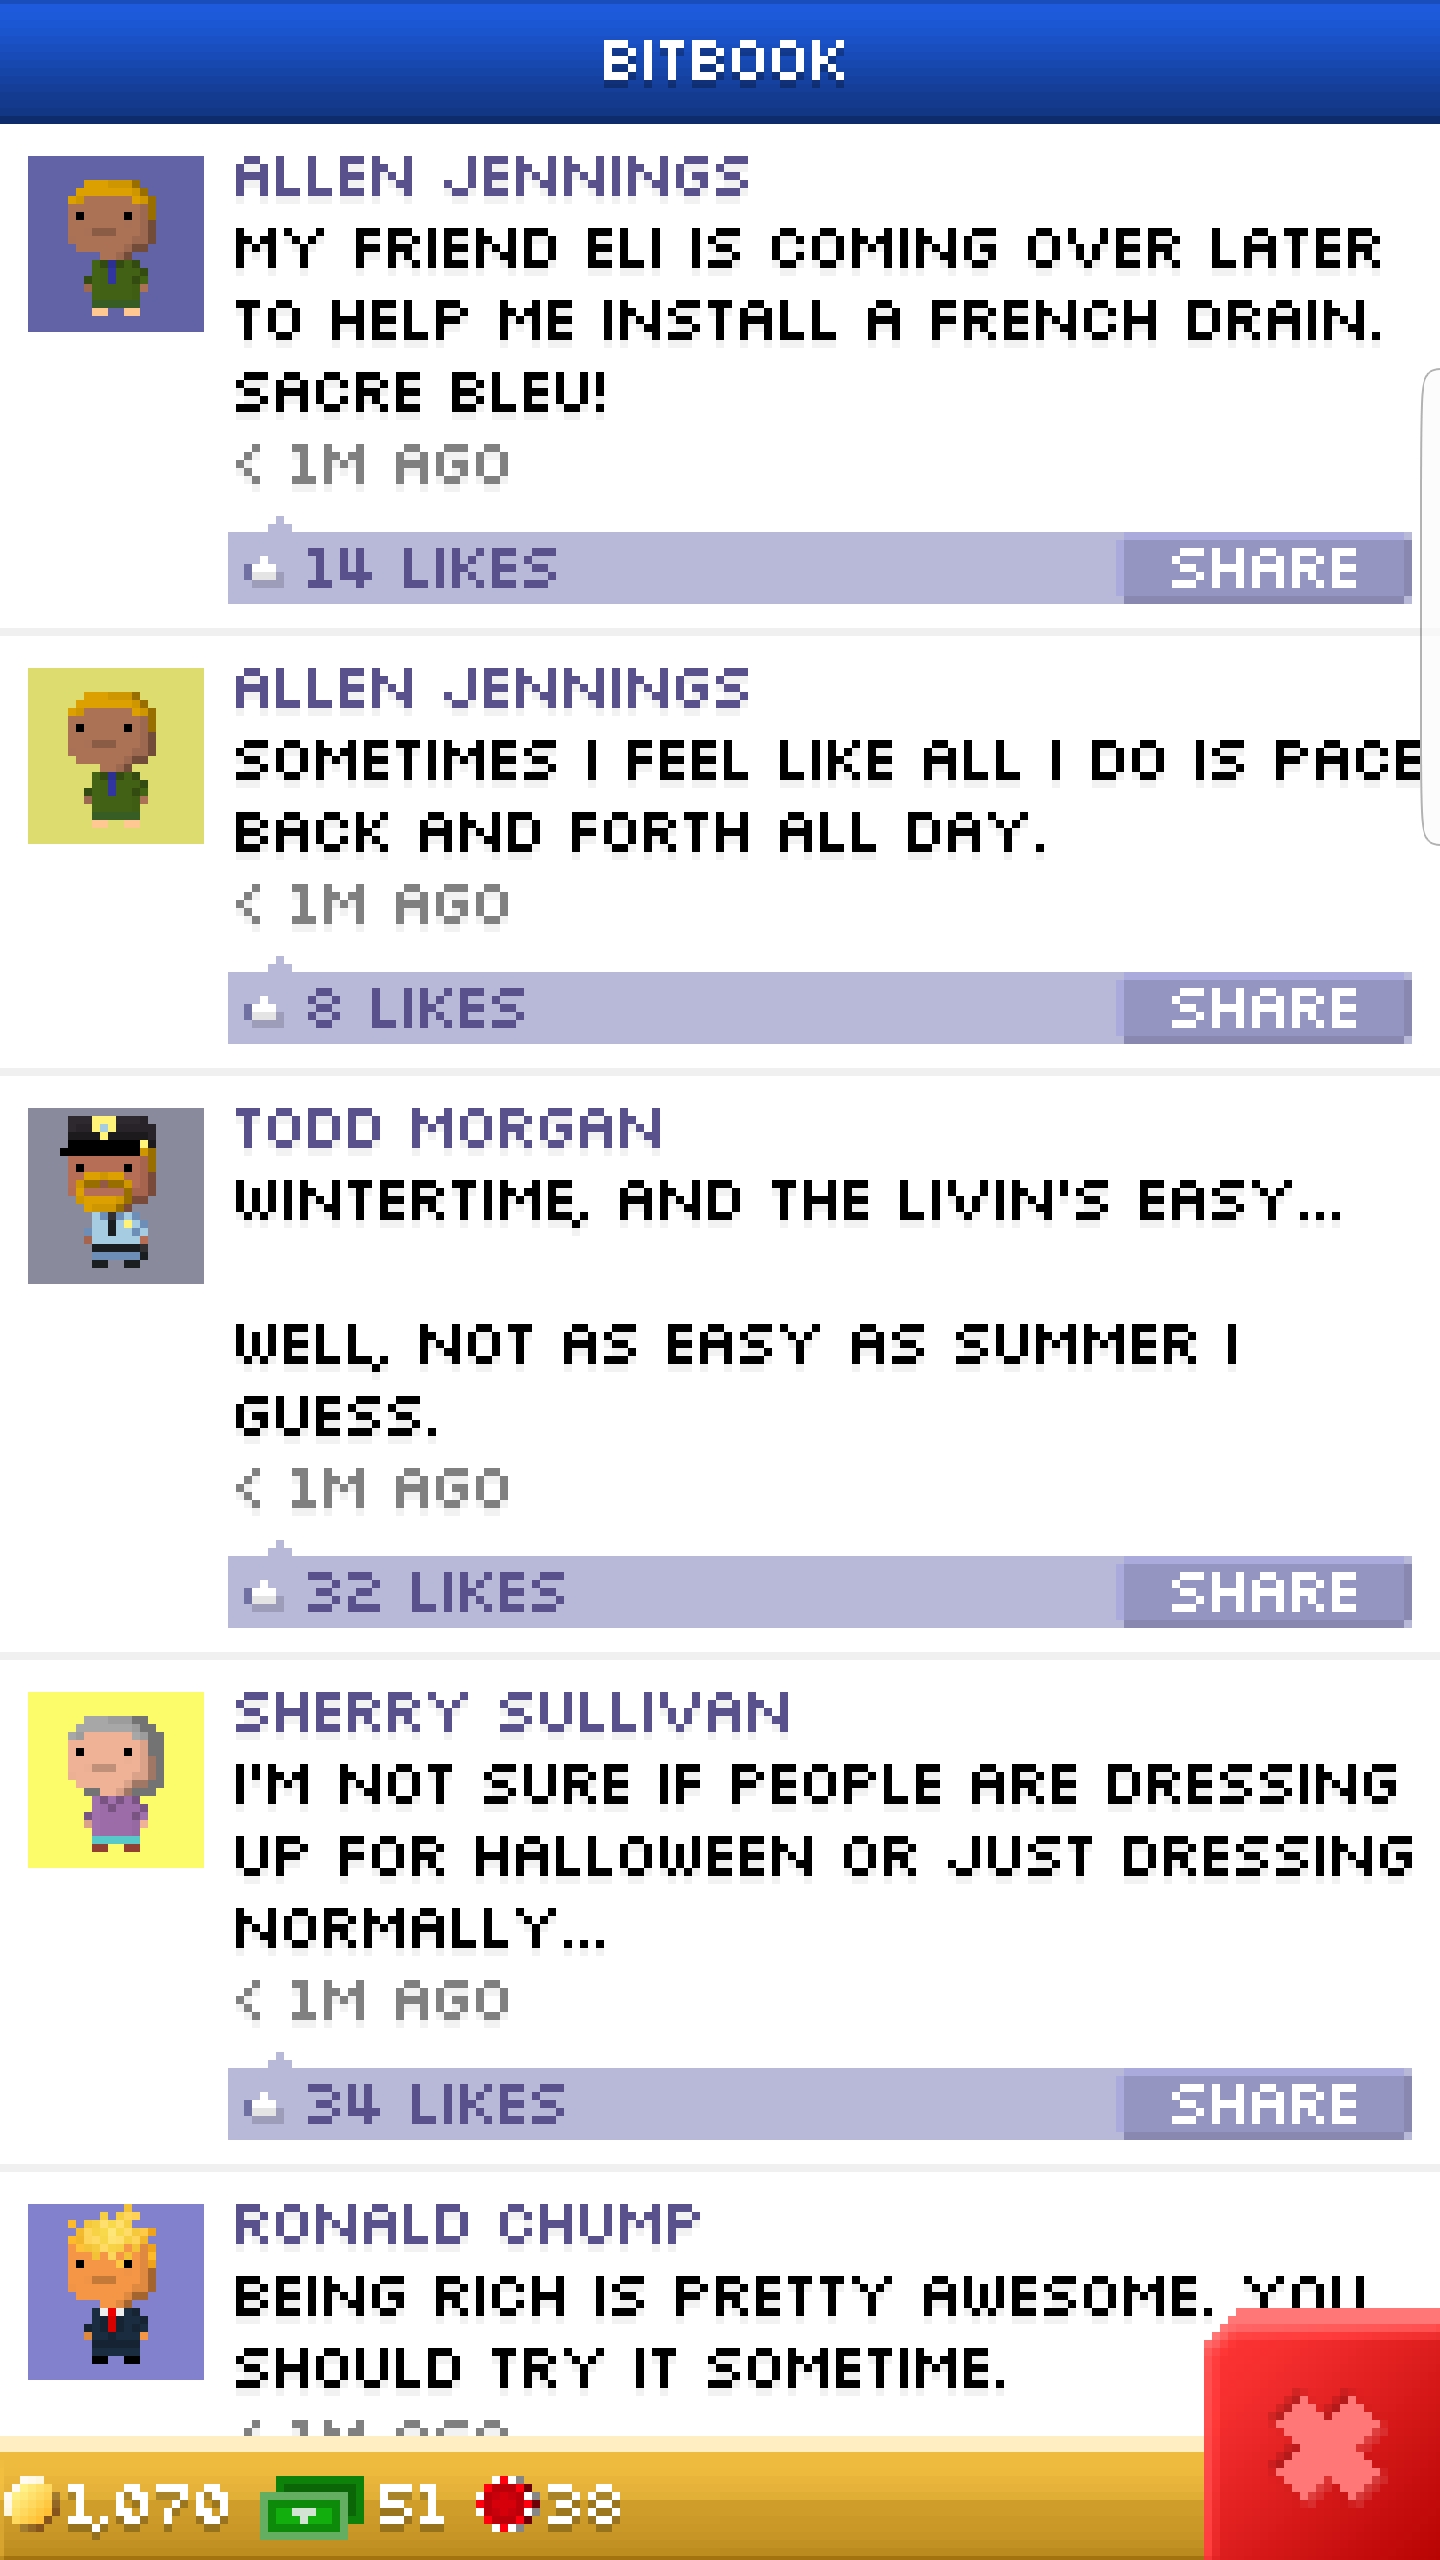 BITBOOK
ALLEN JENNINGS
MY FRIEND ELI IS COMING OVER LATER
TO HELP ME INSTALL A FRENCH DRAIN.
SACRE BLEU!
< 1M AGO
14 LIKES SHARE
ALLEN JENNINGS
SOMETIMES I FEEL LIKE ALL I DO IS PACE
BACK AND FORTH ALL DAY.
< 1M AGO
8 LIKES SHARE
TODD MORGAN
WINTERTIME, AND THE LIVIN'S EASY...
WELL, NOT AS EASY AS SUMMER I
GUESS.
< 1M AGO
32 LIKES SHARE
SHERRY SULLIVAN
I'M NOT SURE IF PEOPLE ARE DRESSING
UP FOR HALLOWEEN OR JUST DRESSING
NORMALLY...
< 1M AGO
34 LIKES SHARE
RONALD CHUMP
BEING RICH IS PRETTY AWESOME. YOU
SHOULD TRY IT SOMETIME.
< 1M AGO
1,070 51 38